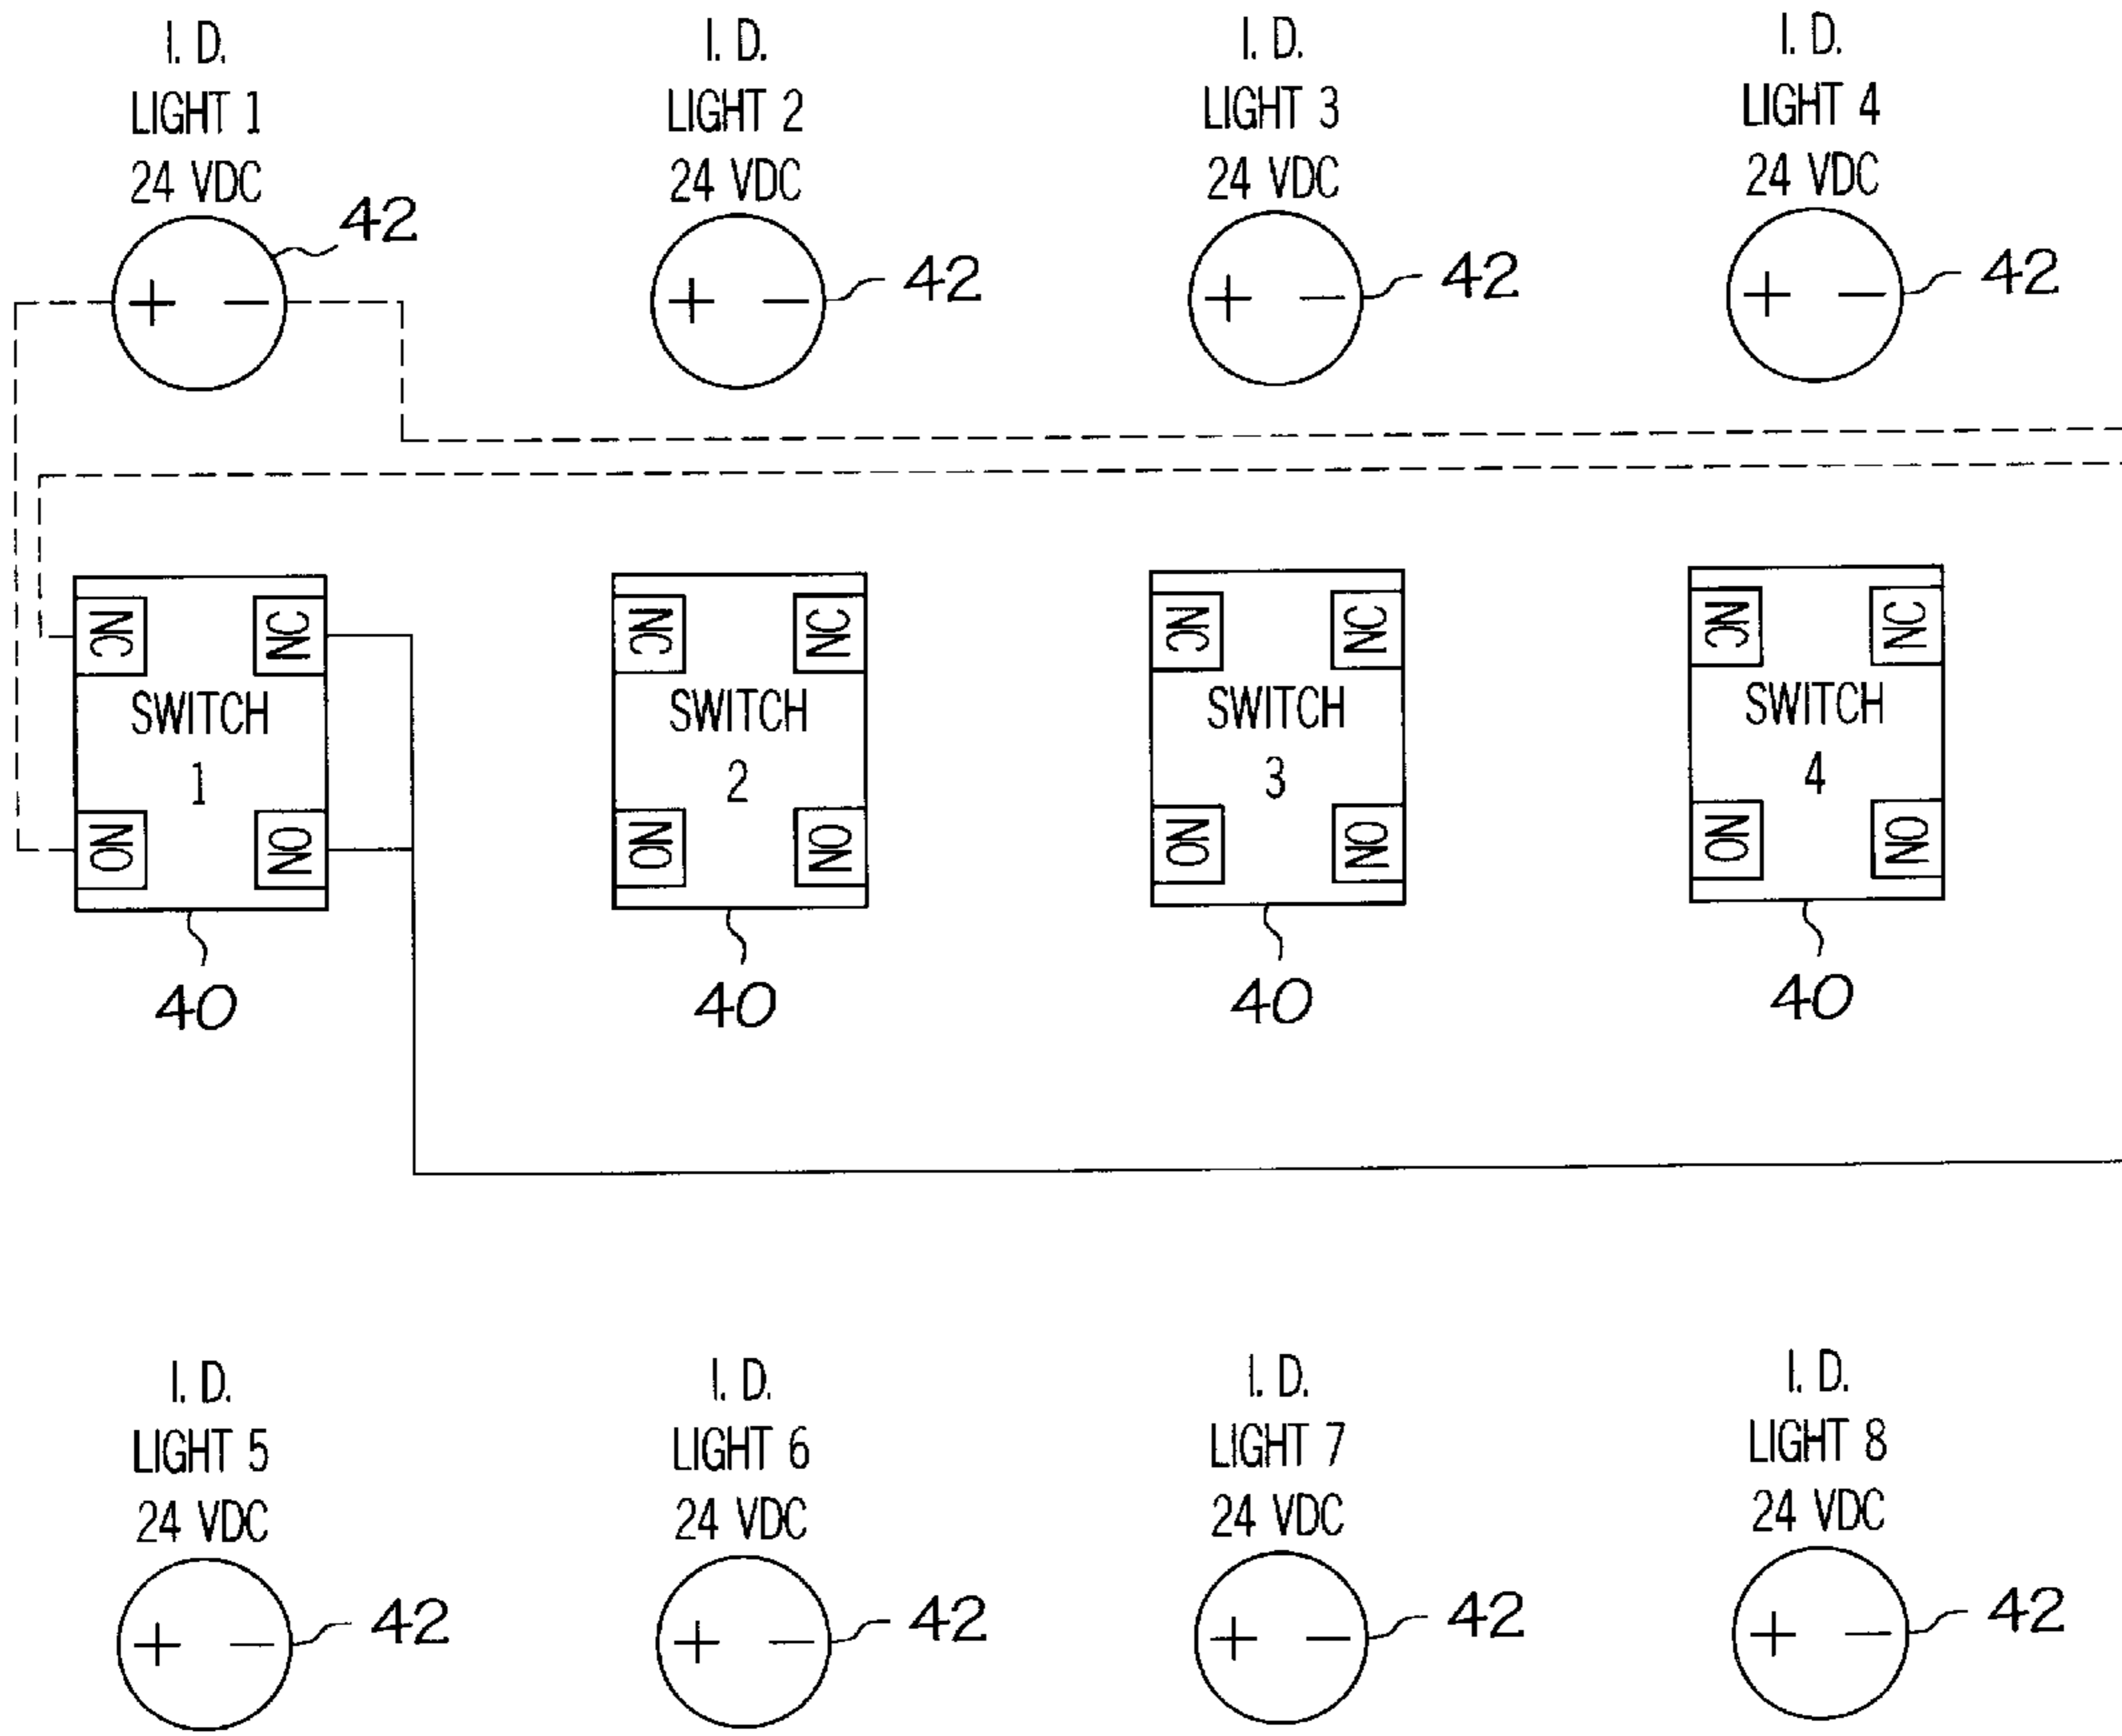 I. D.
LIGHT 1
24 VDC
+ −
42
I. D.
LIGHT 2
24 VDC
+ −
42
I. D.
LIGHT 3
24 VDC
+ −
42
I. D.
LIGHT 4
24 VDC
+ −
42
NC NC
SWITCH
1
NO NO
40
NC NC
SWITCH
2
NO NO
40
NC NC
SWITCH
3
NO NO
40
NC NC
SWITCH
4
NO NO
40
I. D.
LIGHT 5
24 VDC
+ −
42
I. D.
LIGHT 6
24 VDC
+ −
42
I. D.
LIGHT 7
24 VDC
+ −
42
I. D.
LIGHT 8
24 VDC
+ −
42